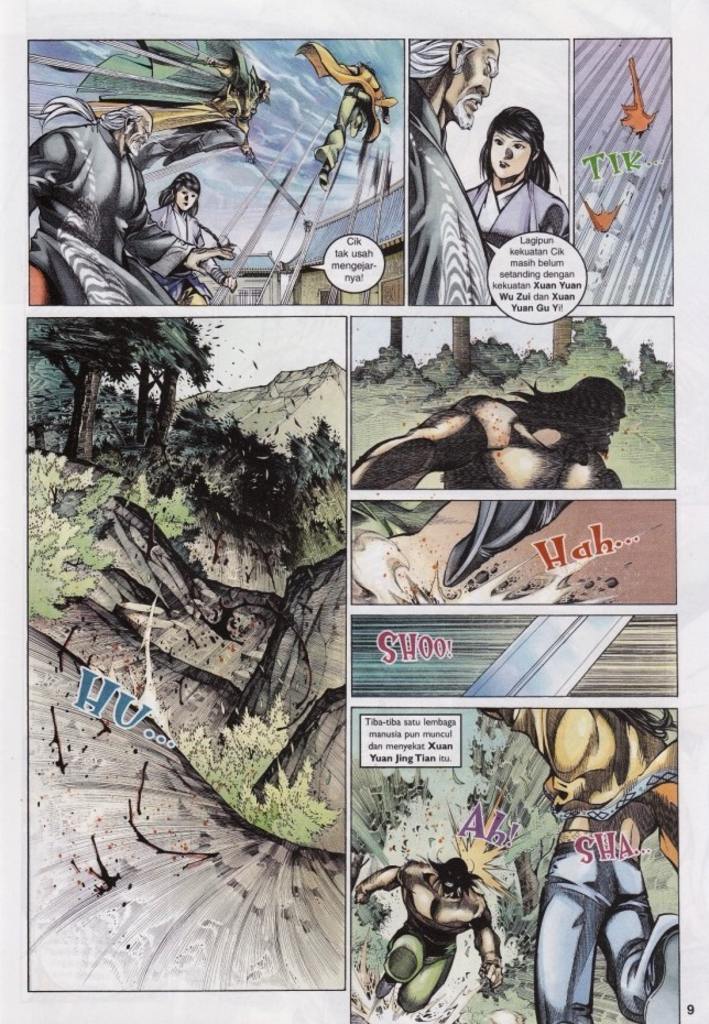 Cik
tak usah
mengejar-
nya!
Lagipun
kekuatan Cik
masih belum
setanding dengan
kekuatan Xuan Yuan
Wu Zui dan Xuan
Yuan Gu Yi!
TIK...
HU...
Hah...
SHOO!
Tiba-tiba satu lembaga
manusia pun muncul
dan menyekat Xuan
Yuan Jing Tian itu.
Ah!
SHA...
9